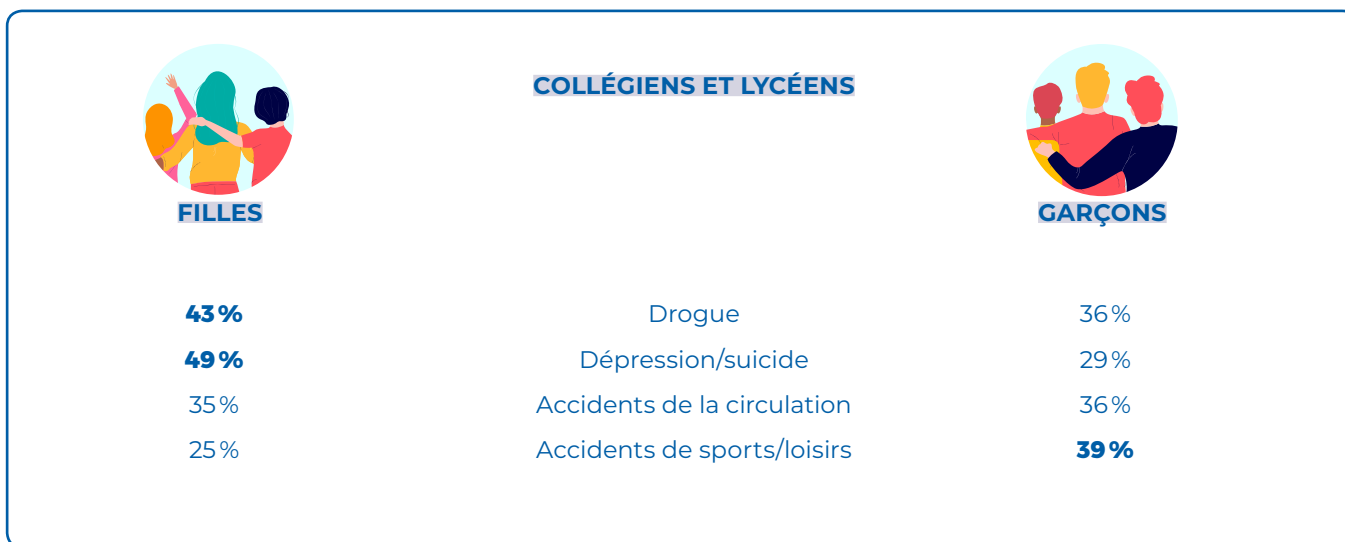 COLLÉGIENS ET LYCÉENS
FILLES
GARÇONS
43 % Drogue 36 %
49 % Dépression/suicide 29 %
35 % Accidents de la circulation 36 %
25 % Accidents de sports/loisirs 39 %